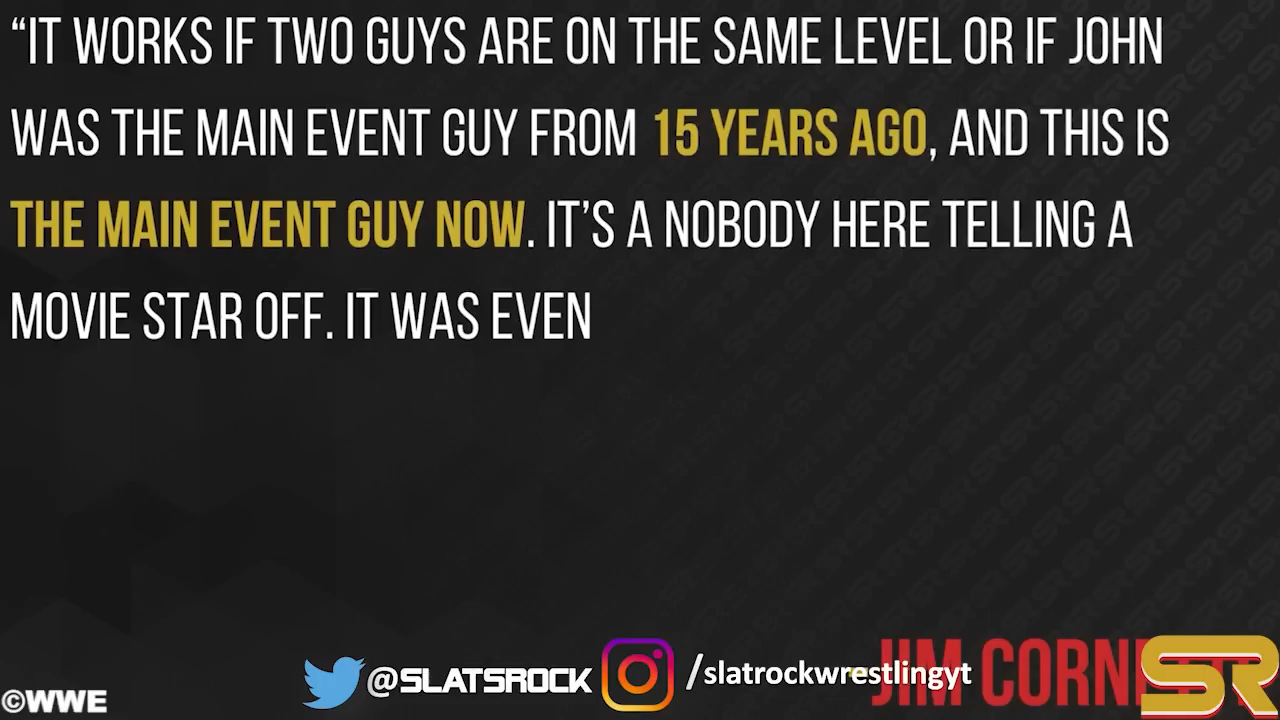 “IT WORKS IF TWO GUYS ARE ON THE SAME LEVEL OR IF JOHN
WAS THE MAIN EVENT GUY FROM 15 YEARS AGO, AND THIS IS
THE MAIN EVENT GUY NOW. IT’S A NOBODY HERE TELLING A
MOVIE STAR OFF. IT WAS EVEN
©WWE
@SLATSROCK
/slatrockwrestlingyt
JIM
SR